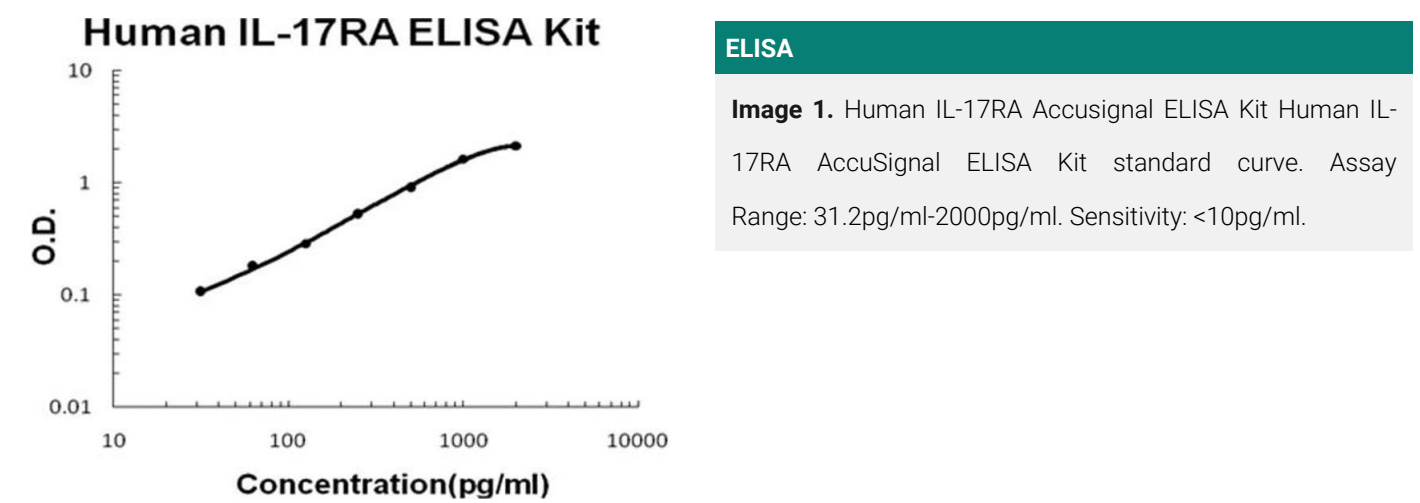 Human IL-17RA ELISA Kit
10
1
0.1
0.01
O.D.
10 100 1000 10000
Concentration(pg/ml)
ELISA
Image 1. Human IL-17RA Accusignal ELISA Kit Human IL-
17RA AccuSignal ELISA Kit standard curve. Assay
Range: 31.2pg/ml-2000pg/ml. Sensitivity: <10pg/ml.